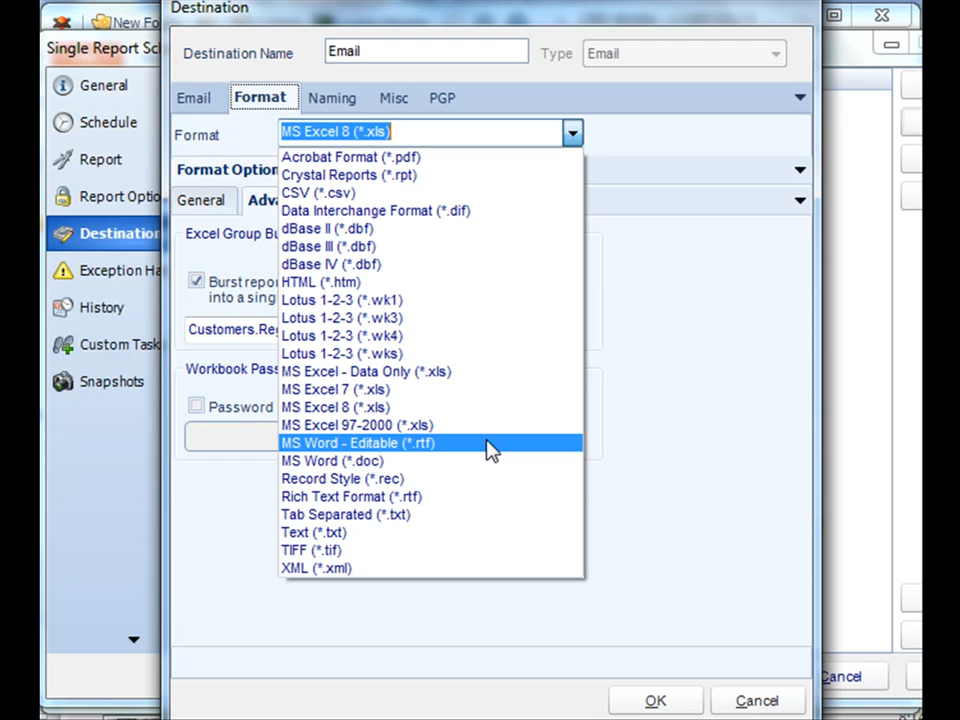 Destination
New Fo
Single Report Sc
Destination Name
Email
Type
Email
General
Email
Format
Naming
Misc
PGP
Schedule
Format
MS Excel 8 (*.xls)
Report
Acrobat Format (*.pdf)
Format Option
Crystal Reports (*.rpt)
Report Optio
General
Adva
CSV (*.csv)
Data Interchange Format (*.dif)
Destination
Excel Group Bu
dBase II (*.dbf)
dBase III (*.dbf)
dBase IV (*.dbf)
Exception Ha
Burst repor
HTML (*.htm)
into a sing
Lotus 1-2-3 (*.wk1)
History
Lotus 1-2-3 (*.wk3)
Customers.Reg
Lotus 1-2-3 (*.wk4)
Custom Task
Lotus 1-2-3 (*.wks)
Workbook Pass
MS Excel - Data Only (*.xls)
Snapshots
MS Excel 7 (*.xls)
Password
MS Excel 8 (*.xls)
MS Excel 97-2000 (*.xls)
MS Word - Editable (*.rtf)
MS Word (*.doc)
Record Style (*.rec)
Rich Text Format (*.rtf)
Tab Separated (*.txt)
Text (*.txt)
TIFF (*.tif)
XML (*.xml)
OK
Cancel
Cancel